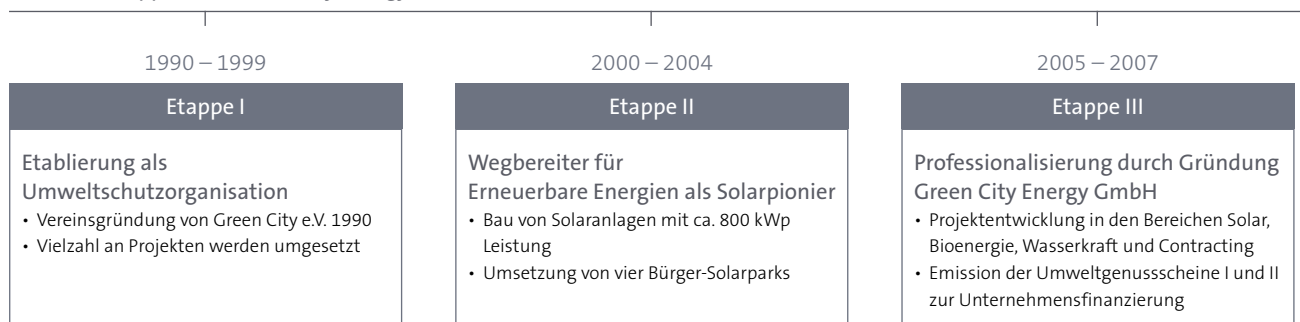 1990 – 1999
2000 – 2004
2005 – 2007
Etappe I
Etappe II
Etappe III
Etablierung als
Umweltschutzorganisation
• Vereinsgründung von Green City e.V. 1990
• Vielzahl an Projekten werden umgesetzt
Wegbereiter für
Erneuerbare Energien als Solarpionier
• Bau von Solaranlagen mit ca. 800 kWp
Leistung
• Umsetzung von vier Bürger-Solarparks
Professionalisierung durch Gründung
Green City Energy GmbH
• Projektentwicklung in den Bereichen Solar,
Bioenergie, Wasserkraft und Contracting
• Emission der Umweltgenussscheine I und II
zur Unternehmensfinanzierung